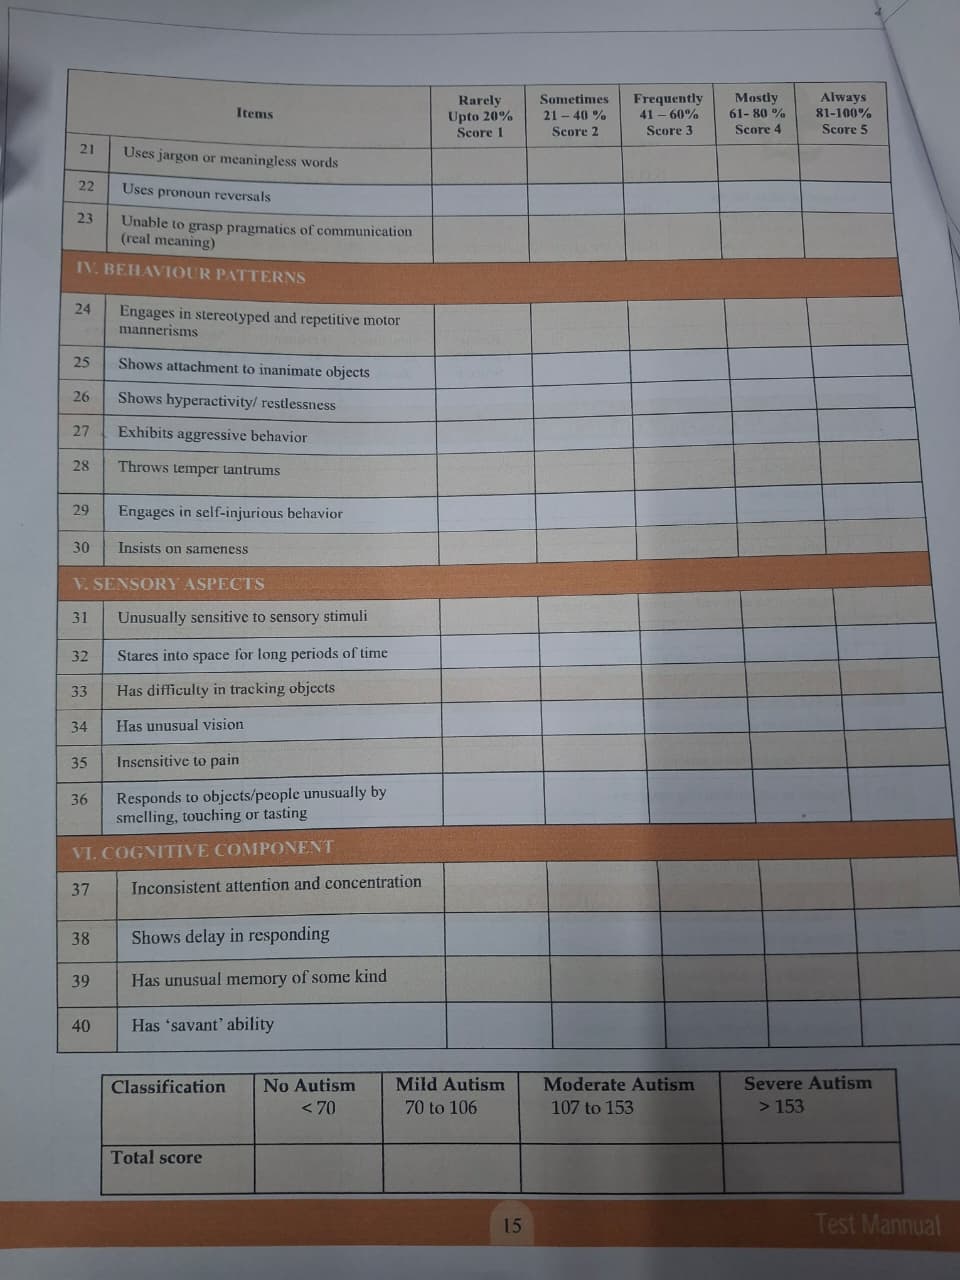 Items
Rarely
Upto 20%
Score 1
Sometimes
21 – 40 %
Score 2
Frequently
41 – 60%
Score 3
Mostly
61- 80 %
Score 4
Always
81-100%
Score 5
21 Uses jargon or meaningless words
22 Uses pronoun reversals
23 Unable to grasp pragmatics of communication
(real meaning)
IV. BEHAVIOUR PATTERNS
24 Engages in stereotyped and repetitive motor
mannerisms
25 Shows attachment to inanimate objects
26 Shows hyperactivity/ restlessness
27 Exhibits aggressive behavior
28 Throws temper tantrums
29 Engages in self-injurious behavior
30 Insists on sameness
V. SENSORY ASPECTS
31 Unusually sensitive to sensory stimuli
32 Stares into space for long periods of time
33 Has difficulty in tracking objects
34 Has unusual vision
35 Insensitive to pain
36 Responds to objects/people unusually by
smelling, touching or tasting
VI. COGNITIVE COMPONENT
37 Inconsistent attention and concentration
38 Shows delay in responding
39 Has unusual memory of some kind
40 Has ‘savant’ ability
Classification
No Autism
< 70
Mild Autism
70 to 106
Moderate Autism
107 to 153
Severe Autism
> 153
Total score
15
Test Mannual